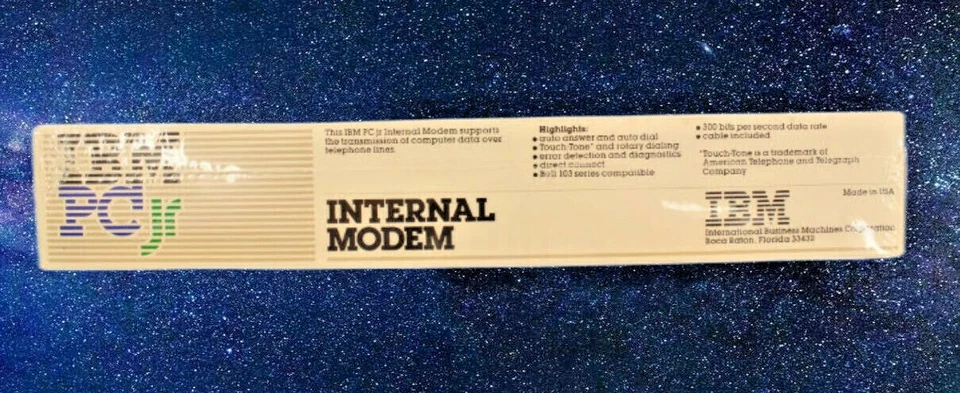 IBM
PCjr
This IBM PC jr Internal Modem supports
the transmission of computer data over
telephone lines.
INTERNAL
MODEM
Highlights:
• auto answer and auto dial
• "Touch-Tone" and rotary dialing
• error detection and diagnostics
• direct connect
• Bell 103 series compatible
• 300 bits per second data rate
• cable included
"Touch-Tone is a trademark of
American Telephone and Telegraph
Company
Made in USA
IBM
International Business Machines Corporation
Boca Raton, Florida 33432